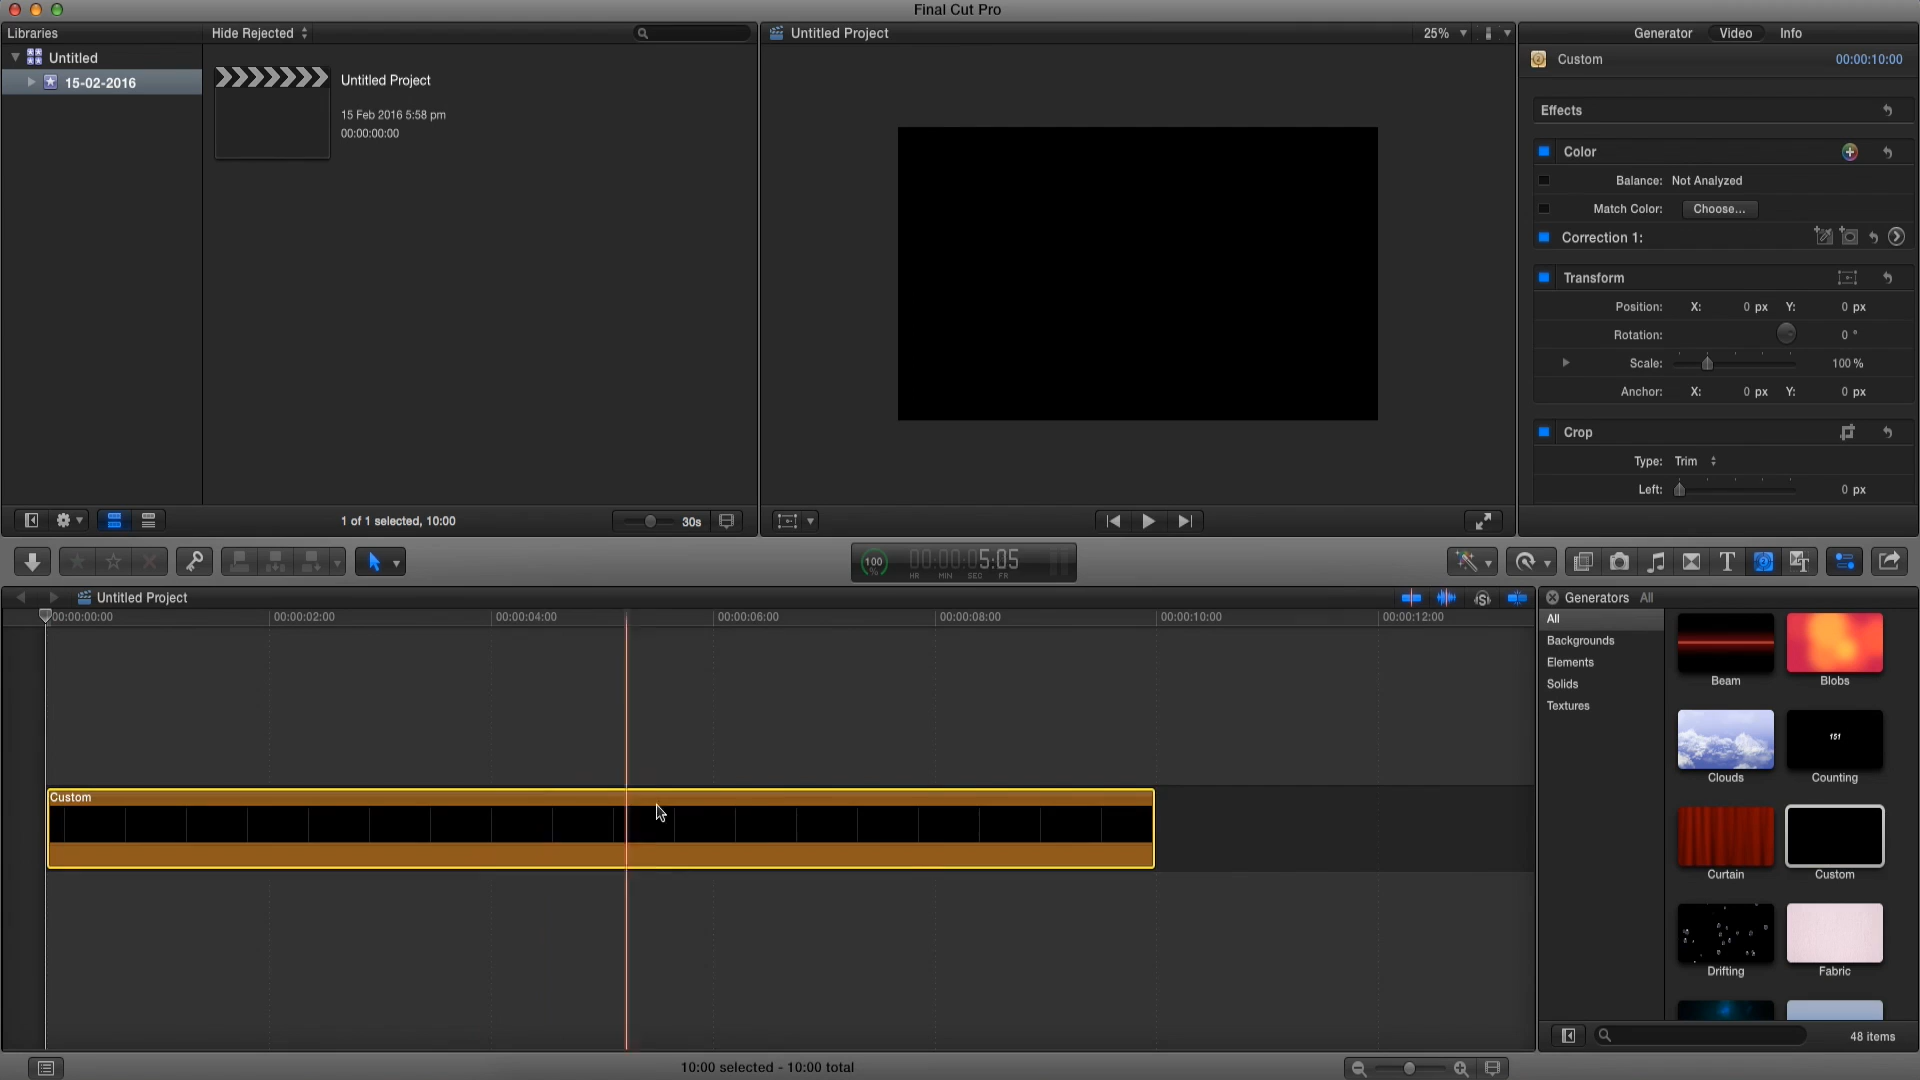 Final Cut Pro
Libraries
Hide Rejected
Untitled
15-02-2016
Untitled Project
15 Feb 2016 5:58 pm
00:00:00:00
1 of 1 selected, 10:00
30s
Untitled Project
25%
Generator Video Info
Custom 00:00:10:00
Effects
Color
Balance: Not Analyzed
Match Color: Choose...
Correction 1:
Transform
Position: X: 0 px Y: 0 px
Rotation: 0 °
Scale: 100 %
Anchor: X: 0 px Y: 0 px
Crop
Type: Trim
Left: 0 px
100 %
00:00:05:05
HR MIN SEC FR
Untitled Project
00:00:00:00 00:00:02:00 00:00:04:00 00:00:06:00 00:00:08:00 00:00:10:00 00:00:12:00
Custom
Generators All
All
Backgrounds
Elements
Solids
Textures
Beam
Blobs
Clouds
151
Counting
Curtain
Custom
Drifting
Fabric
48 items
10:00 selected - 10:00 total